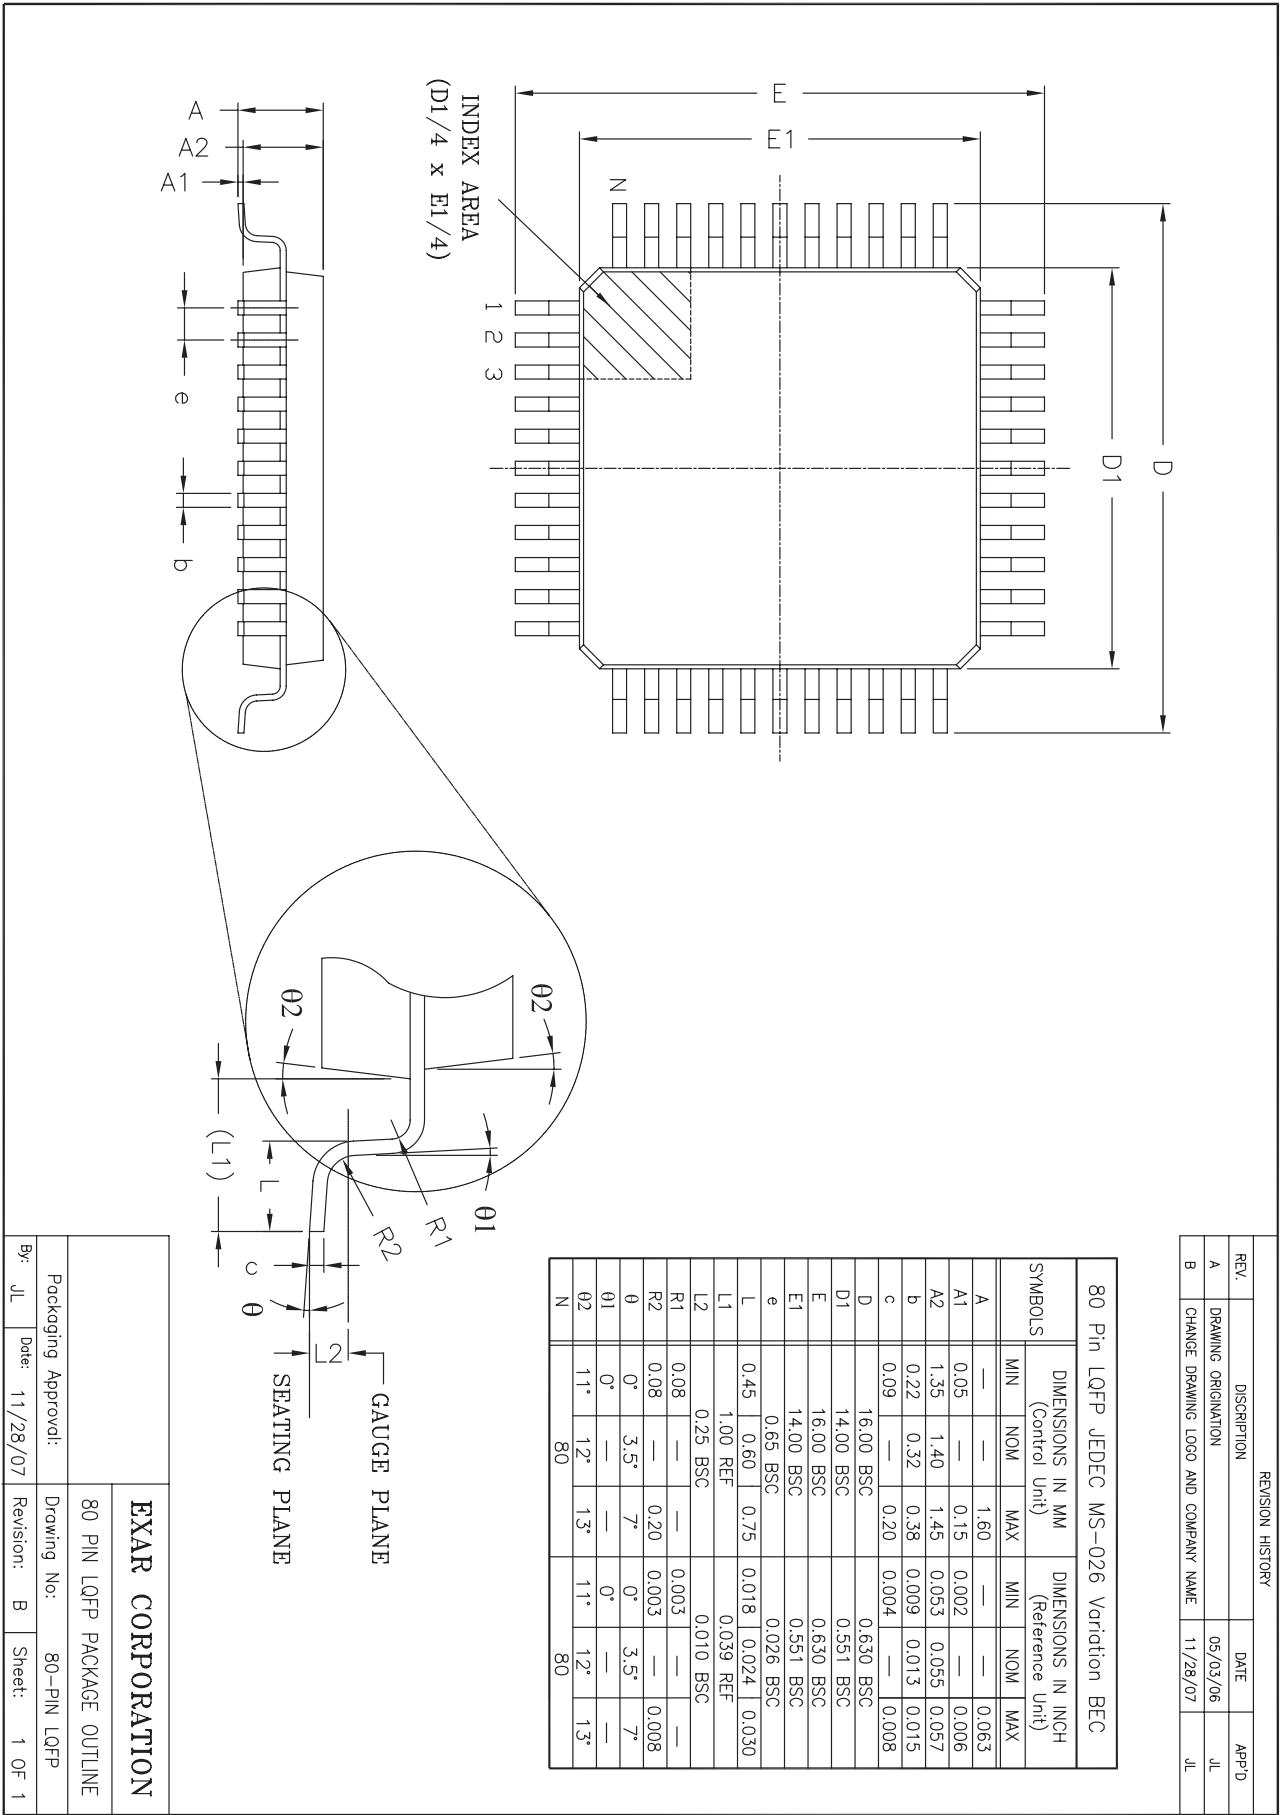 REVISION HISTORY
REV. DISCRIPTION DATE APP'D
A DRAWING ORIGINATION 05/03/06 JL
B CHANGE DRAWING LOGO AND COMPANY NAME 11/28/07 JL
D
D1
E
E1
N
1 2 3
INDEX AREA
(D1/4 x E1/4)
A
A2
A1
e
b
θ2
θ2
θ1
R1
R2
(L1)
L
c
θ
L2
GAUGE PLANE
SEATING PLANE
80 Pin LQFP JEDEC MS-026 Variation BEC
SYMBOLS DIMENSIONS IN MM (Control Unit) DIMENSIONS IN INCH (Reference Unit)
MIN NOM MAX MIN NOM MAX
A — — 1.60 — — 0.063
A1 0.05 — 0.15 0.002 — 0.006
A2 1.35 1.40 1.45 0.053 0.055 0.057
b 0.22 0.32 0.38 0.009 0.013 0.015
c 0.09 — 0.20 0.004 — 0.008
D 16.00 BSC 0.630 BSC
D1 14.00 BSC 0.551 BSC
E 16.00 BSC 0.630 BSC
E1 14.00 BSC 0.551 BSC
e 0.65 BSC 0.026 BSC
L 0.45 0.60 0.75 0.018 0.024 0.030
L1 1.00 REF 0.039 REF
L2 0.25 BSC 0.010 BSC
R1 0.08 — — 0.003 — —
R2 0.08 — 0.20 0.003 — 0.008
θ 0° 3.5° 7° 0° 3.5° 7°
θ1 0° — — 0° — —
θ2 11° 12° 13° 11° 12° 13°
N 80 80
EXAR CORPORATION
80 PIN LQFP PACKAGE OUTLINE
Packaging Approval: Drawing No: 80-PIN LQFP
By: JL Date: 11/28/07 Revision: B Sheet: 1 OF 1